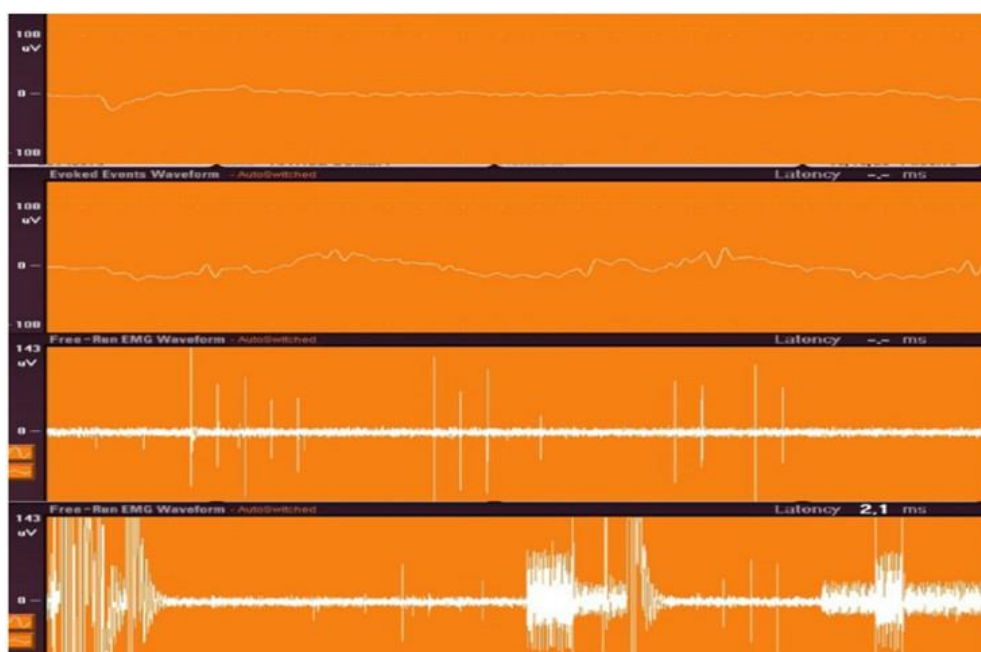 100
uV
0
100
Evoked Events Waveform - AutoSwitched Latency -.- ms
100
uV
0
100
Free-Run EMG Waveform - AutoSwitched Latency -.- ms
143
uV
0
Free-Run EMG Waveform - AutoSwitched Latency 2,1 ms
143
uV
0